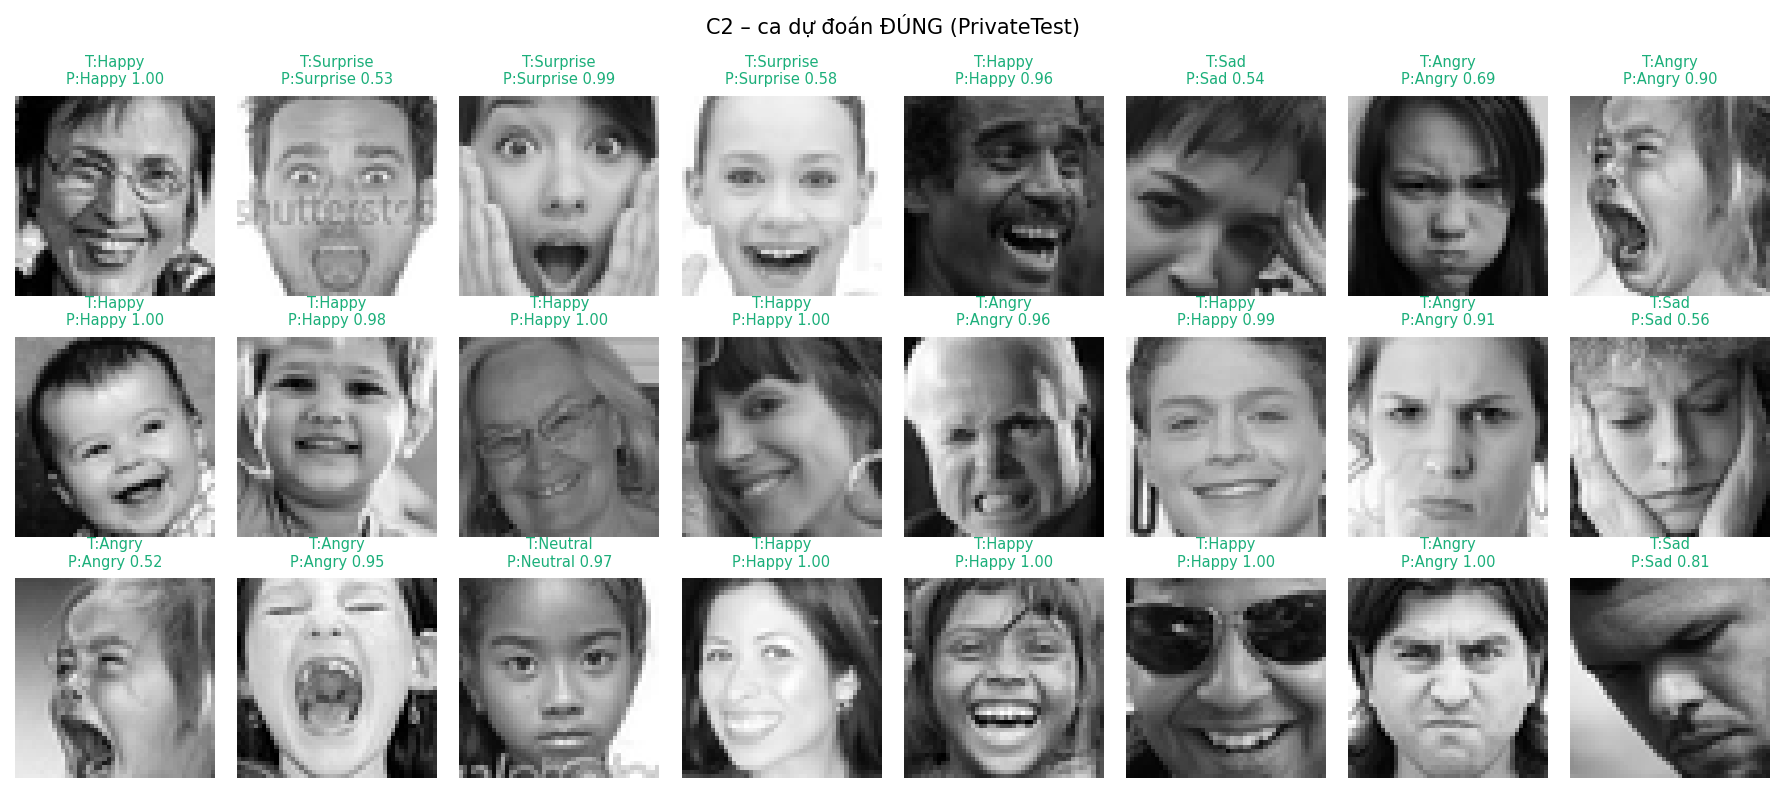 C2 – ca dự đoán ĐÚNG (PrivateTest)
T:Happy T:Surprise T:Surprise T:Surprise T:Happy T:Sad T:Angry T:Angry
P:Happy 1.00 P:Surprise 0.53 P:Surprise 0.99 P:Surprise 0.58 P:Happy 0.96 P:Sad 0.54 P:Angry 0.69 P:Angry 0.90
shutterstoc
T:Happy T:Happy T:Happy T:Happy T:Angry T:Happy T:Angry T:Sad
P:Happy 1.00 P:Happy 0.98 P:Happy 1.00 P:Happy 1.00 P:Angry 0.96 P:Happy 0.99 P:Angry 0.91 P:Sad 0.56
T:Angry T:Angry T:Neutral T:Happy T:Happy T:Happy T:Angry T:Sad
P:Angry 0.52 P:Angry 0.95 P:Neutral 0.97 P:Happy 1.00 P:Happy 1.00 P:Happy 1.00 P:Angry 1.00 P:Sad 0.81